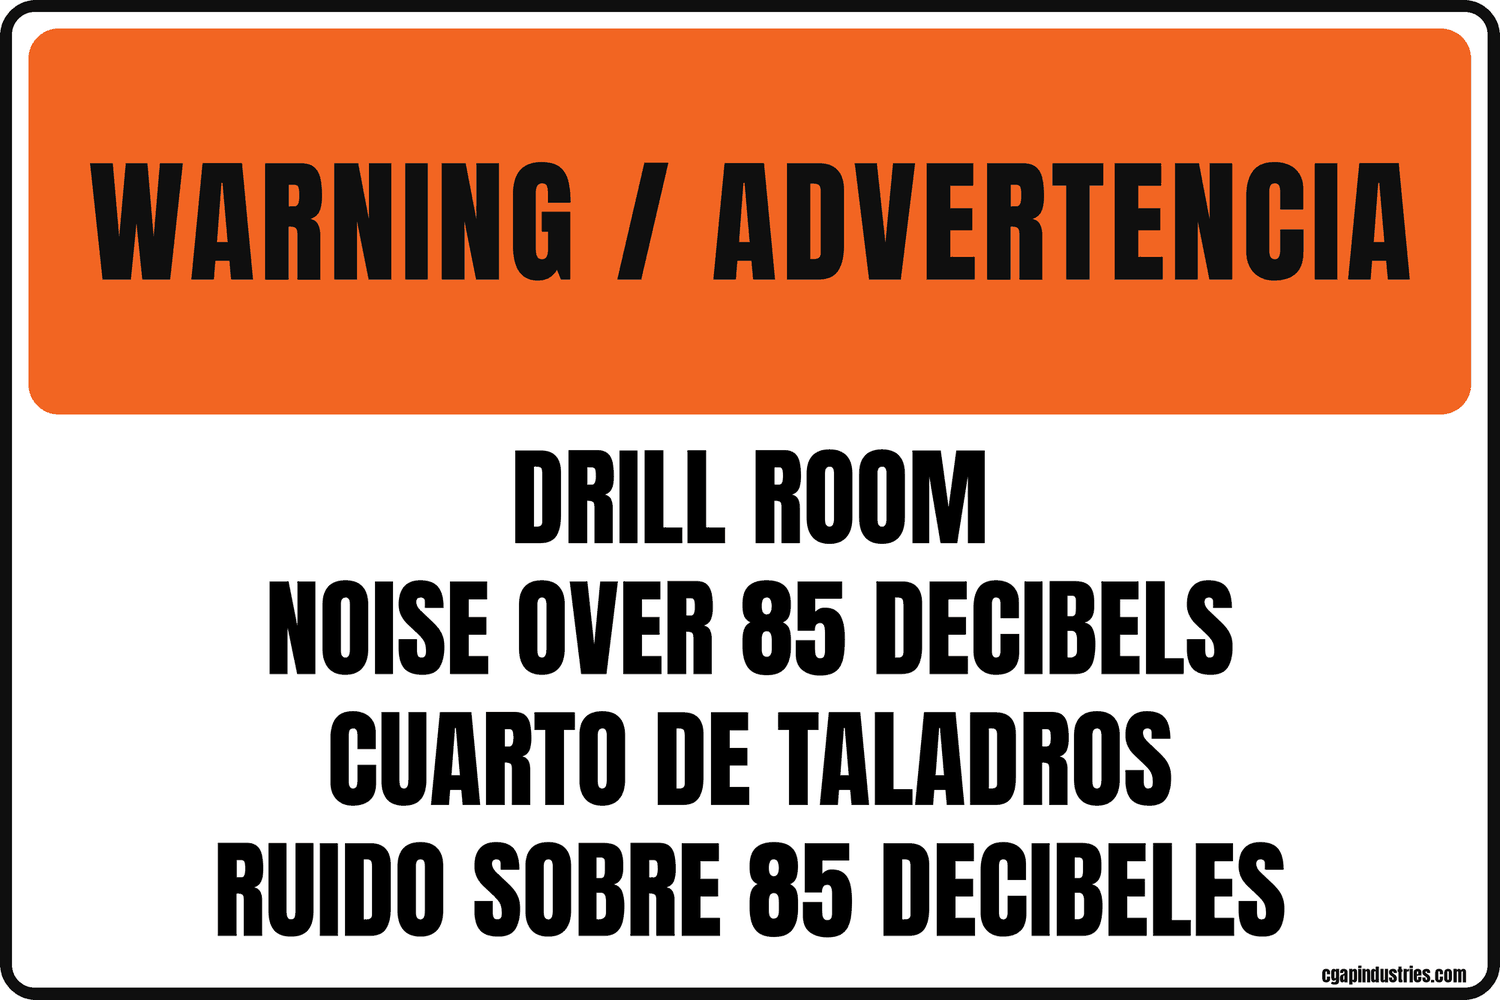 WARNING / ADVERTENCIA
DRILL ROOM
NOISE OVER 85 DECIBELS
CUARTO DE TALADROS
RUIDO SOBRE 85 DECIBELES
cgapindustries.com